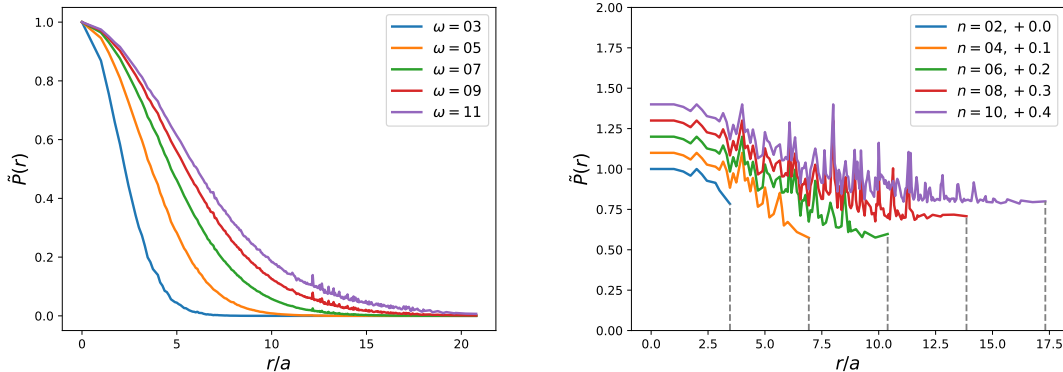 1.0
0.8
0.6
0.4
0.2
0.0
P̃(r)
0
5
10
15
20
r/a
ω = 03
ω = 05
ω = 07
ω = 09
ω = 11
2.00
1.75
1.50
1.25
1.00
0.75
0.50
0.25
0.00
P̃(r)
0.0
2.5
5.0
7.5
10.0
12.5
15.0
17.5
r/a
n = 02, +0.0
n = 04, +0.1
n = 06, +0.2
n = 08, +0.3
n = 10, +0.4